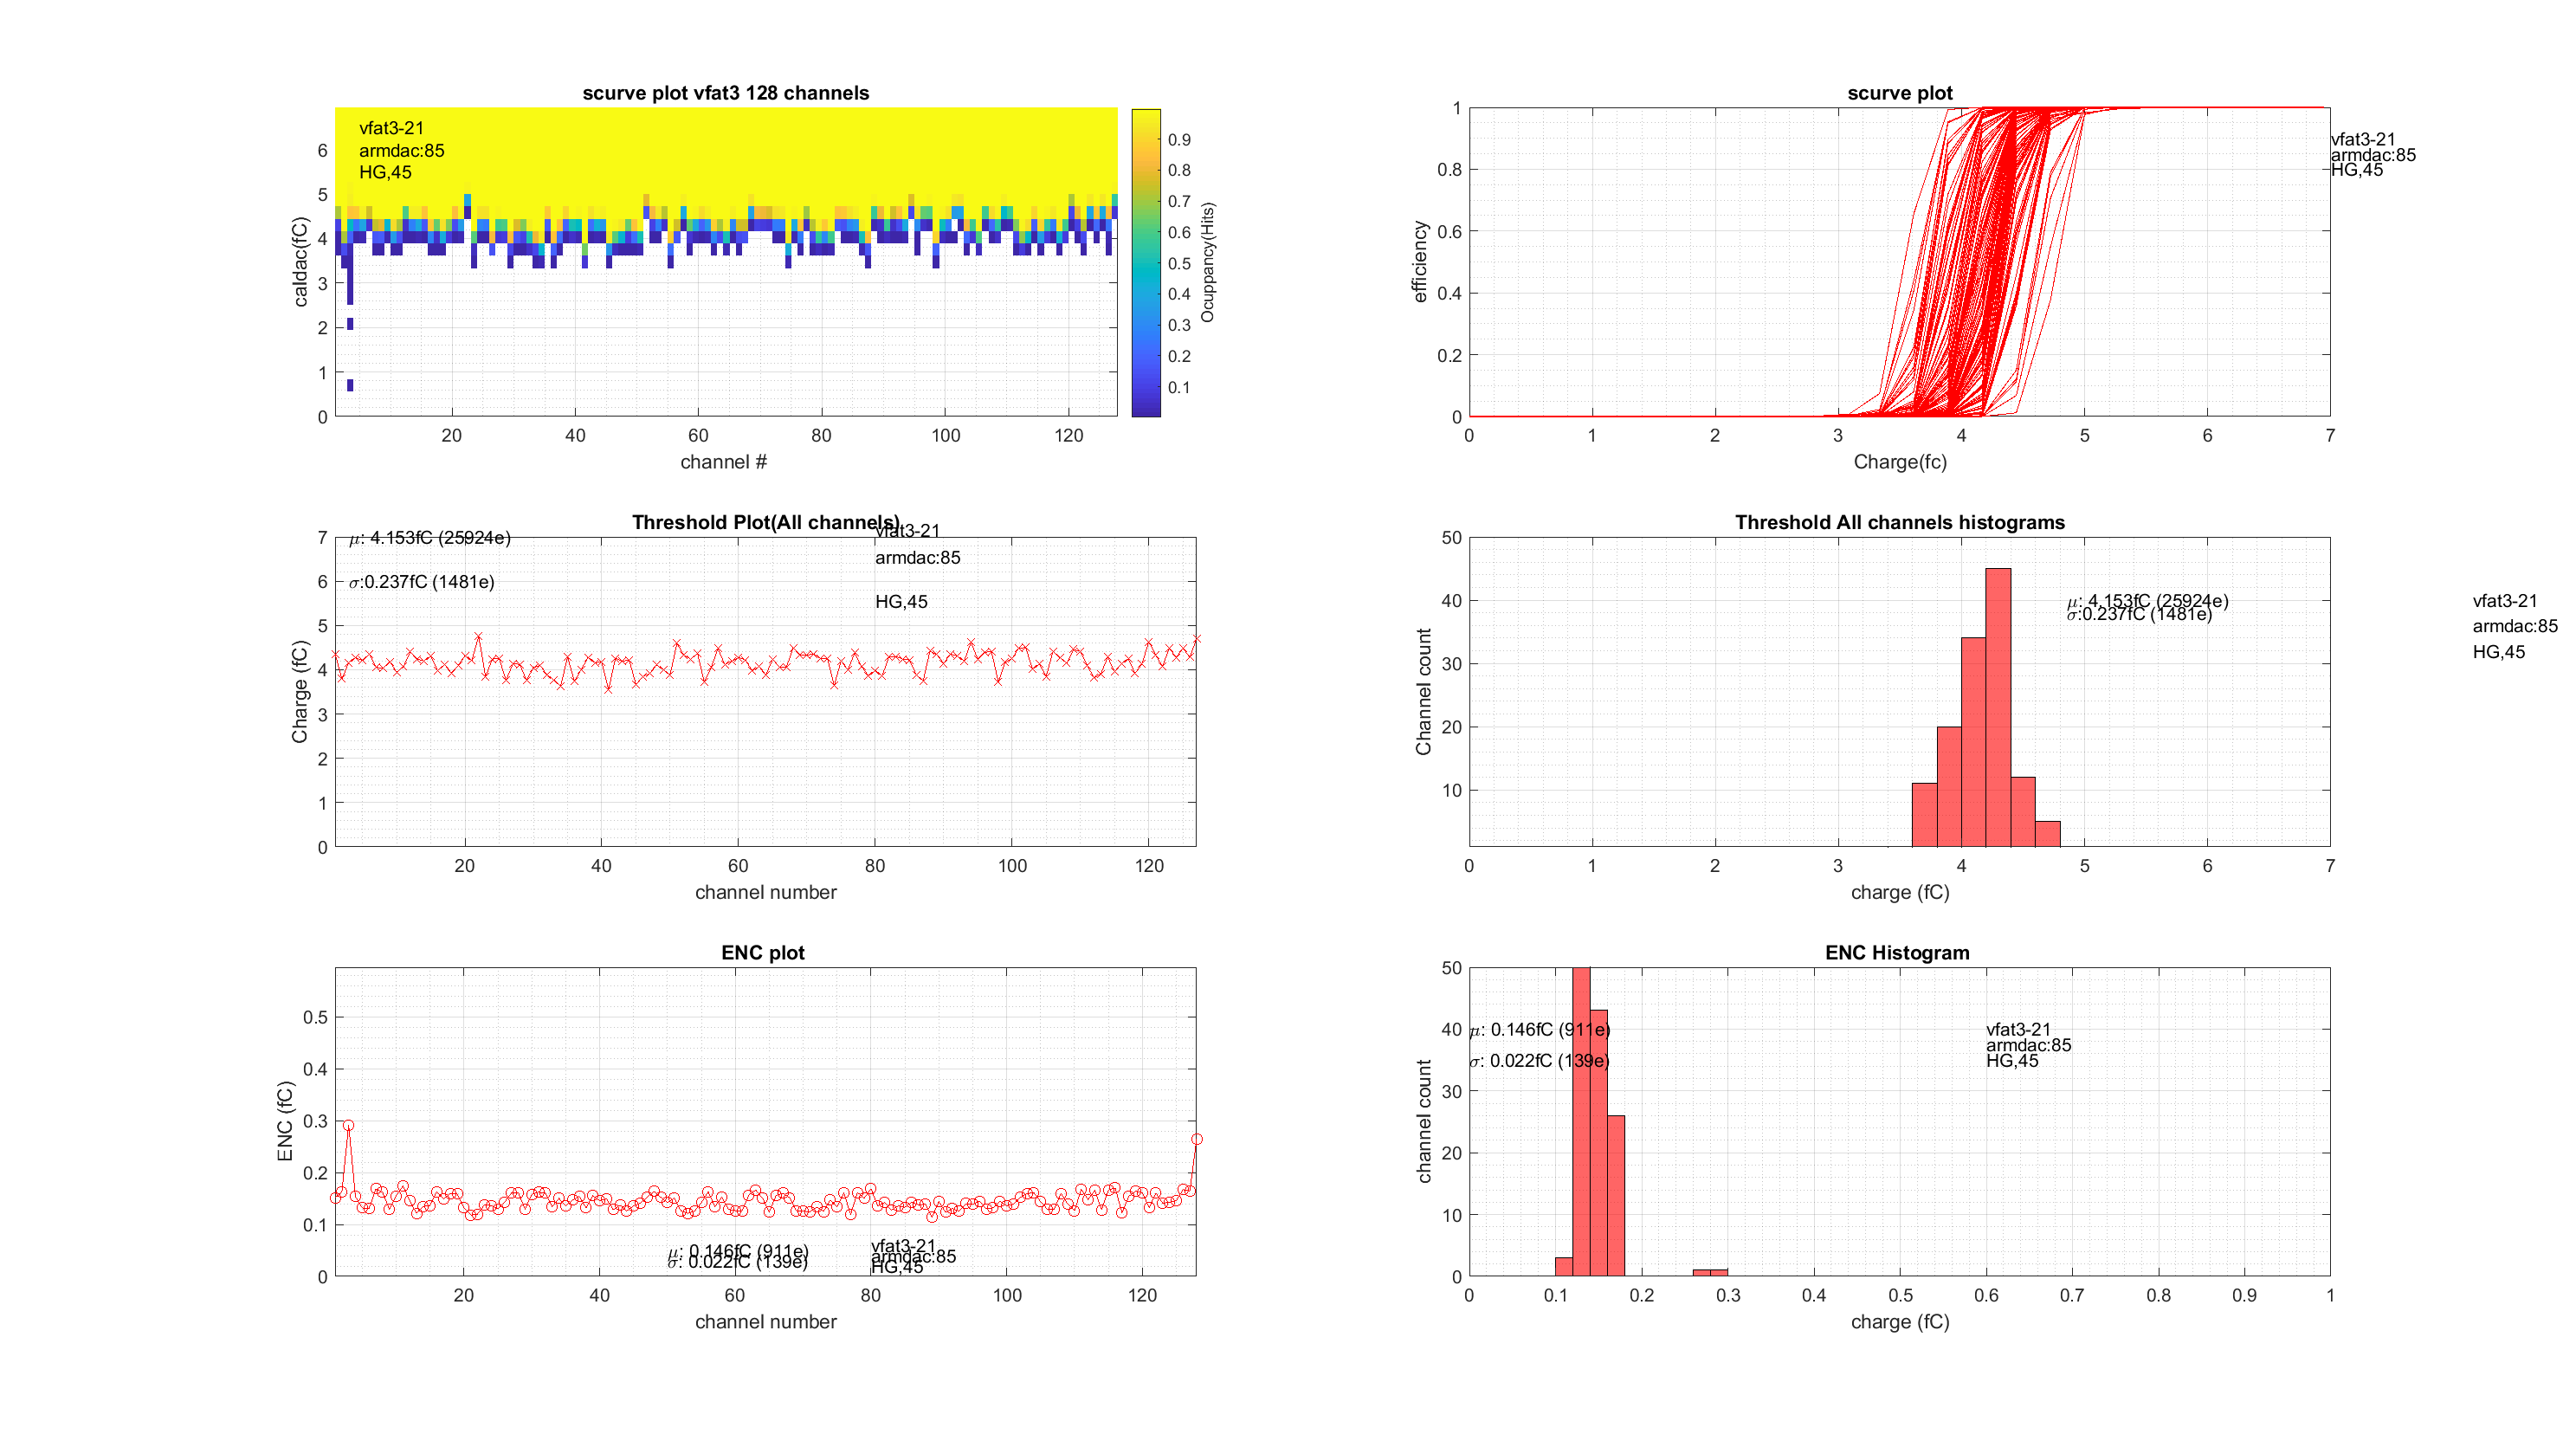 scurve plot vfat3 128 channels
vfat3-21
armdac:85
HG,45
caldac(fC)
6
5
4
3
2
1
0
20 40 60 80 100 120
channel #
0.9
0.8
0.7
0.6
0.5
0.4
0.3
0.2
0.1
Ocuppancy(Hits)
scurve plot
vfat3-21
armdac:85
HG,45
efficiency
1
0.8
0.6
0.4
0.2
0
0 1 2 3 4 5 6 7
Charge(fc)
Threshold Plot(All channels)
μ: 4.153fC (25924e)
σ:0.237fC (1481e)
vfat3-21
armdac:85
HG,45
Charge (fC)
7
6
5
4
3
2
1
0
20 40 60 80 100 120
channel number
Threshold All channels histograms
μ: 4.153fC (25924e)
σ:0.237fC (1481e)
vfat3-21
armdac:85
HG,45
Channel count
50
40
30
20
10
0 1 2 3 4 5 6 7
charge (fC)
ENC plot
ENC (fC)
0.5
0.4
0.3
0.2
0.1
0
μ: 0.146fC (911e)
σ: 0.022fC (139e)
vfat3-21
armdac:85
HG,45
20 40 60 80 100 120
channel number
ENC Histogram
μ: 0.146fC (911e)
σ: 0.022fC (139e)
vfat3-21
armdac:85
HG,45
channel count
50
40
30
20
10
0
0 0.1 0.2 0.3 0.4 0.5 0.6 0.7 0.8 0.9 1
charge (fC)